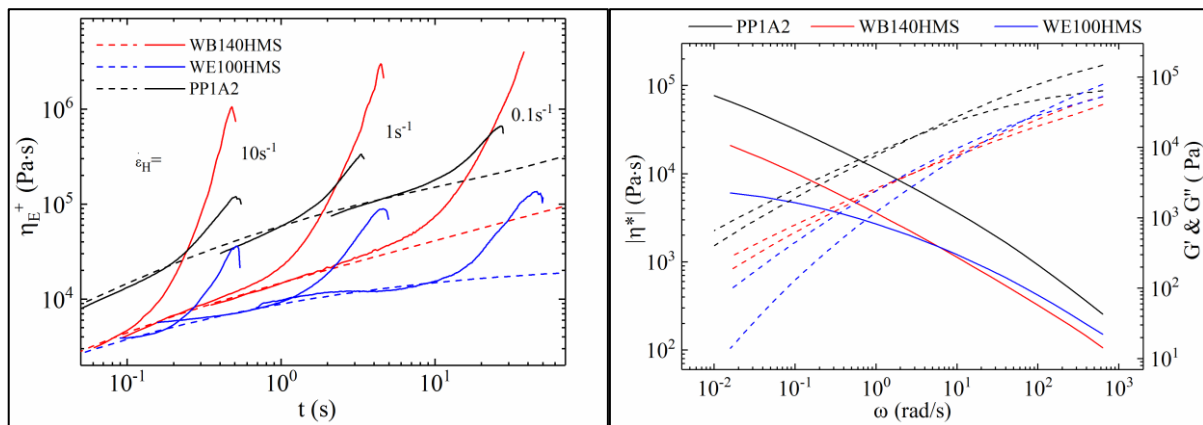 WB140HMS
WE100HMS
PP1A2
10⁶
10⁵
10⁴
ηE⁺ (Pa·s)
ε̇H=
10s⁻¹
1s⁻¹
0.1s⁻¹
10⁻¹ 10⁰ 10¹
t (s)
PP1A2 WB140HMS WE100HMS
10⁵
10⁴
10³
10²
|η*| (Pa·s)
10⁵
10⁴
10³
10²
10¹
G' & G'' ( Pa)
10⁻² 10⁻¹ 10⁰ 10¹ 10² 10³
ω (rad/s)